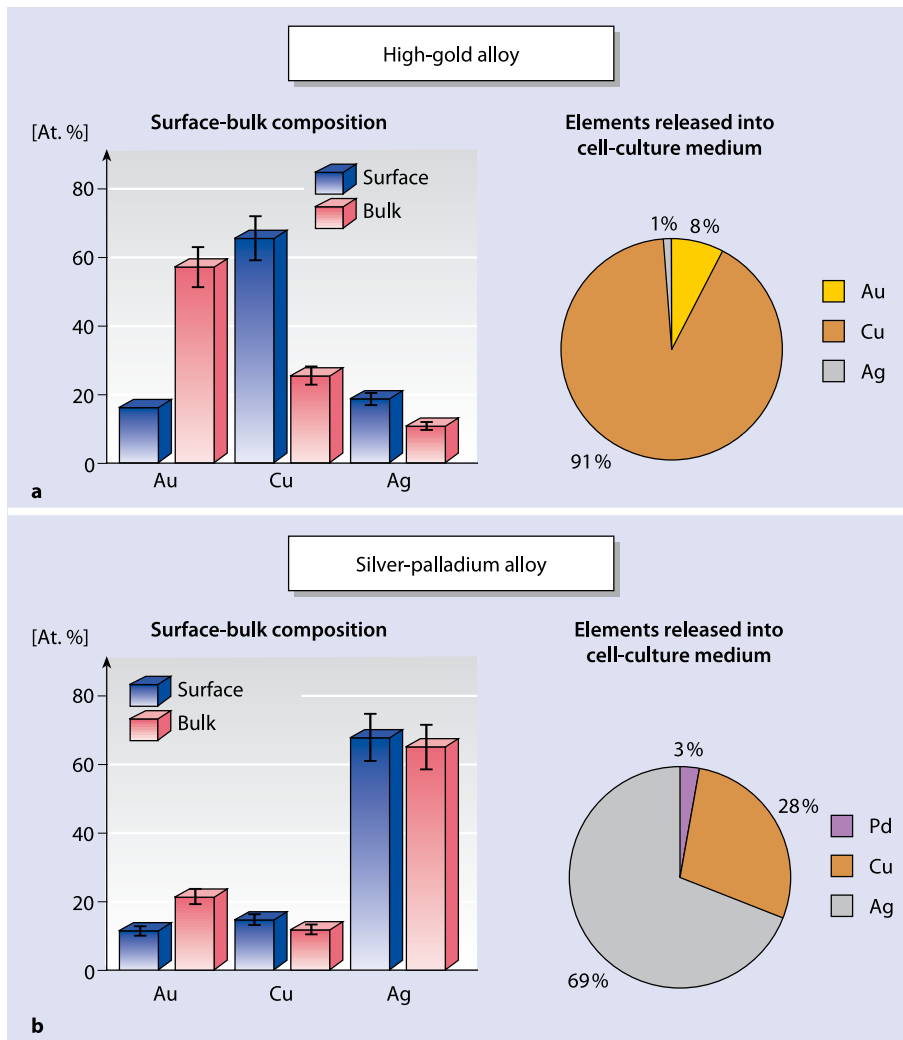 High-gold alloy
Surface-bulk composition
[At. %]
Surface
Bulk
80
60
40
20
0
Au Cu Ag
Elements released into
cell-culture medium
1% 8%
91%
Au
Cu
Ag
a
Silver-palladium alloy
Surface-bulk composition
[At. %]
Surface
Bulk
80
60
40
20
0
Au Cu Ag
Elements released into
cell-culture medium
3%
28%
69%
Pd
Cu
Ag
b